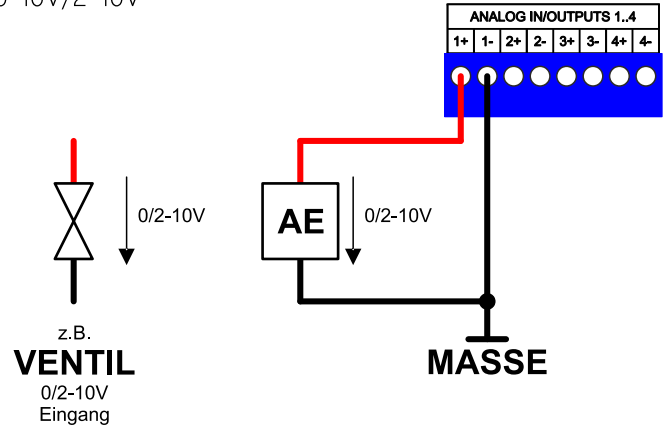 0-10V/2-10V
ANALOG IN/OUTPUTS 1..4
1+ 1- 2+ 2- 3+ 3- 4+ 4-
0/2-10V
AE
0/2-10V
z.B.
VENTIL
0/2-10V
Eingang
MASSE